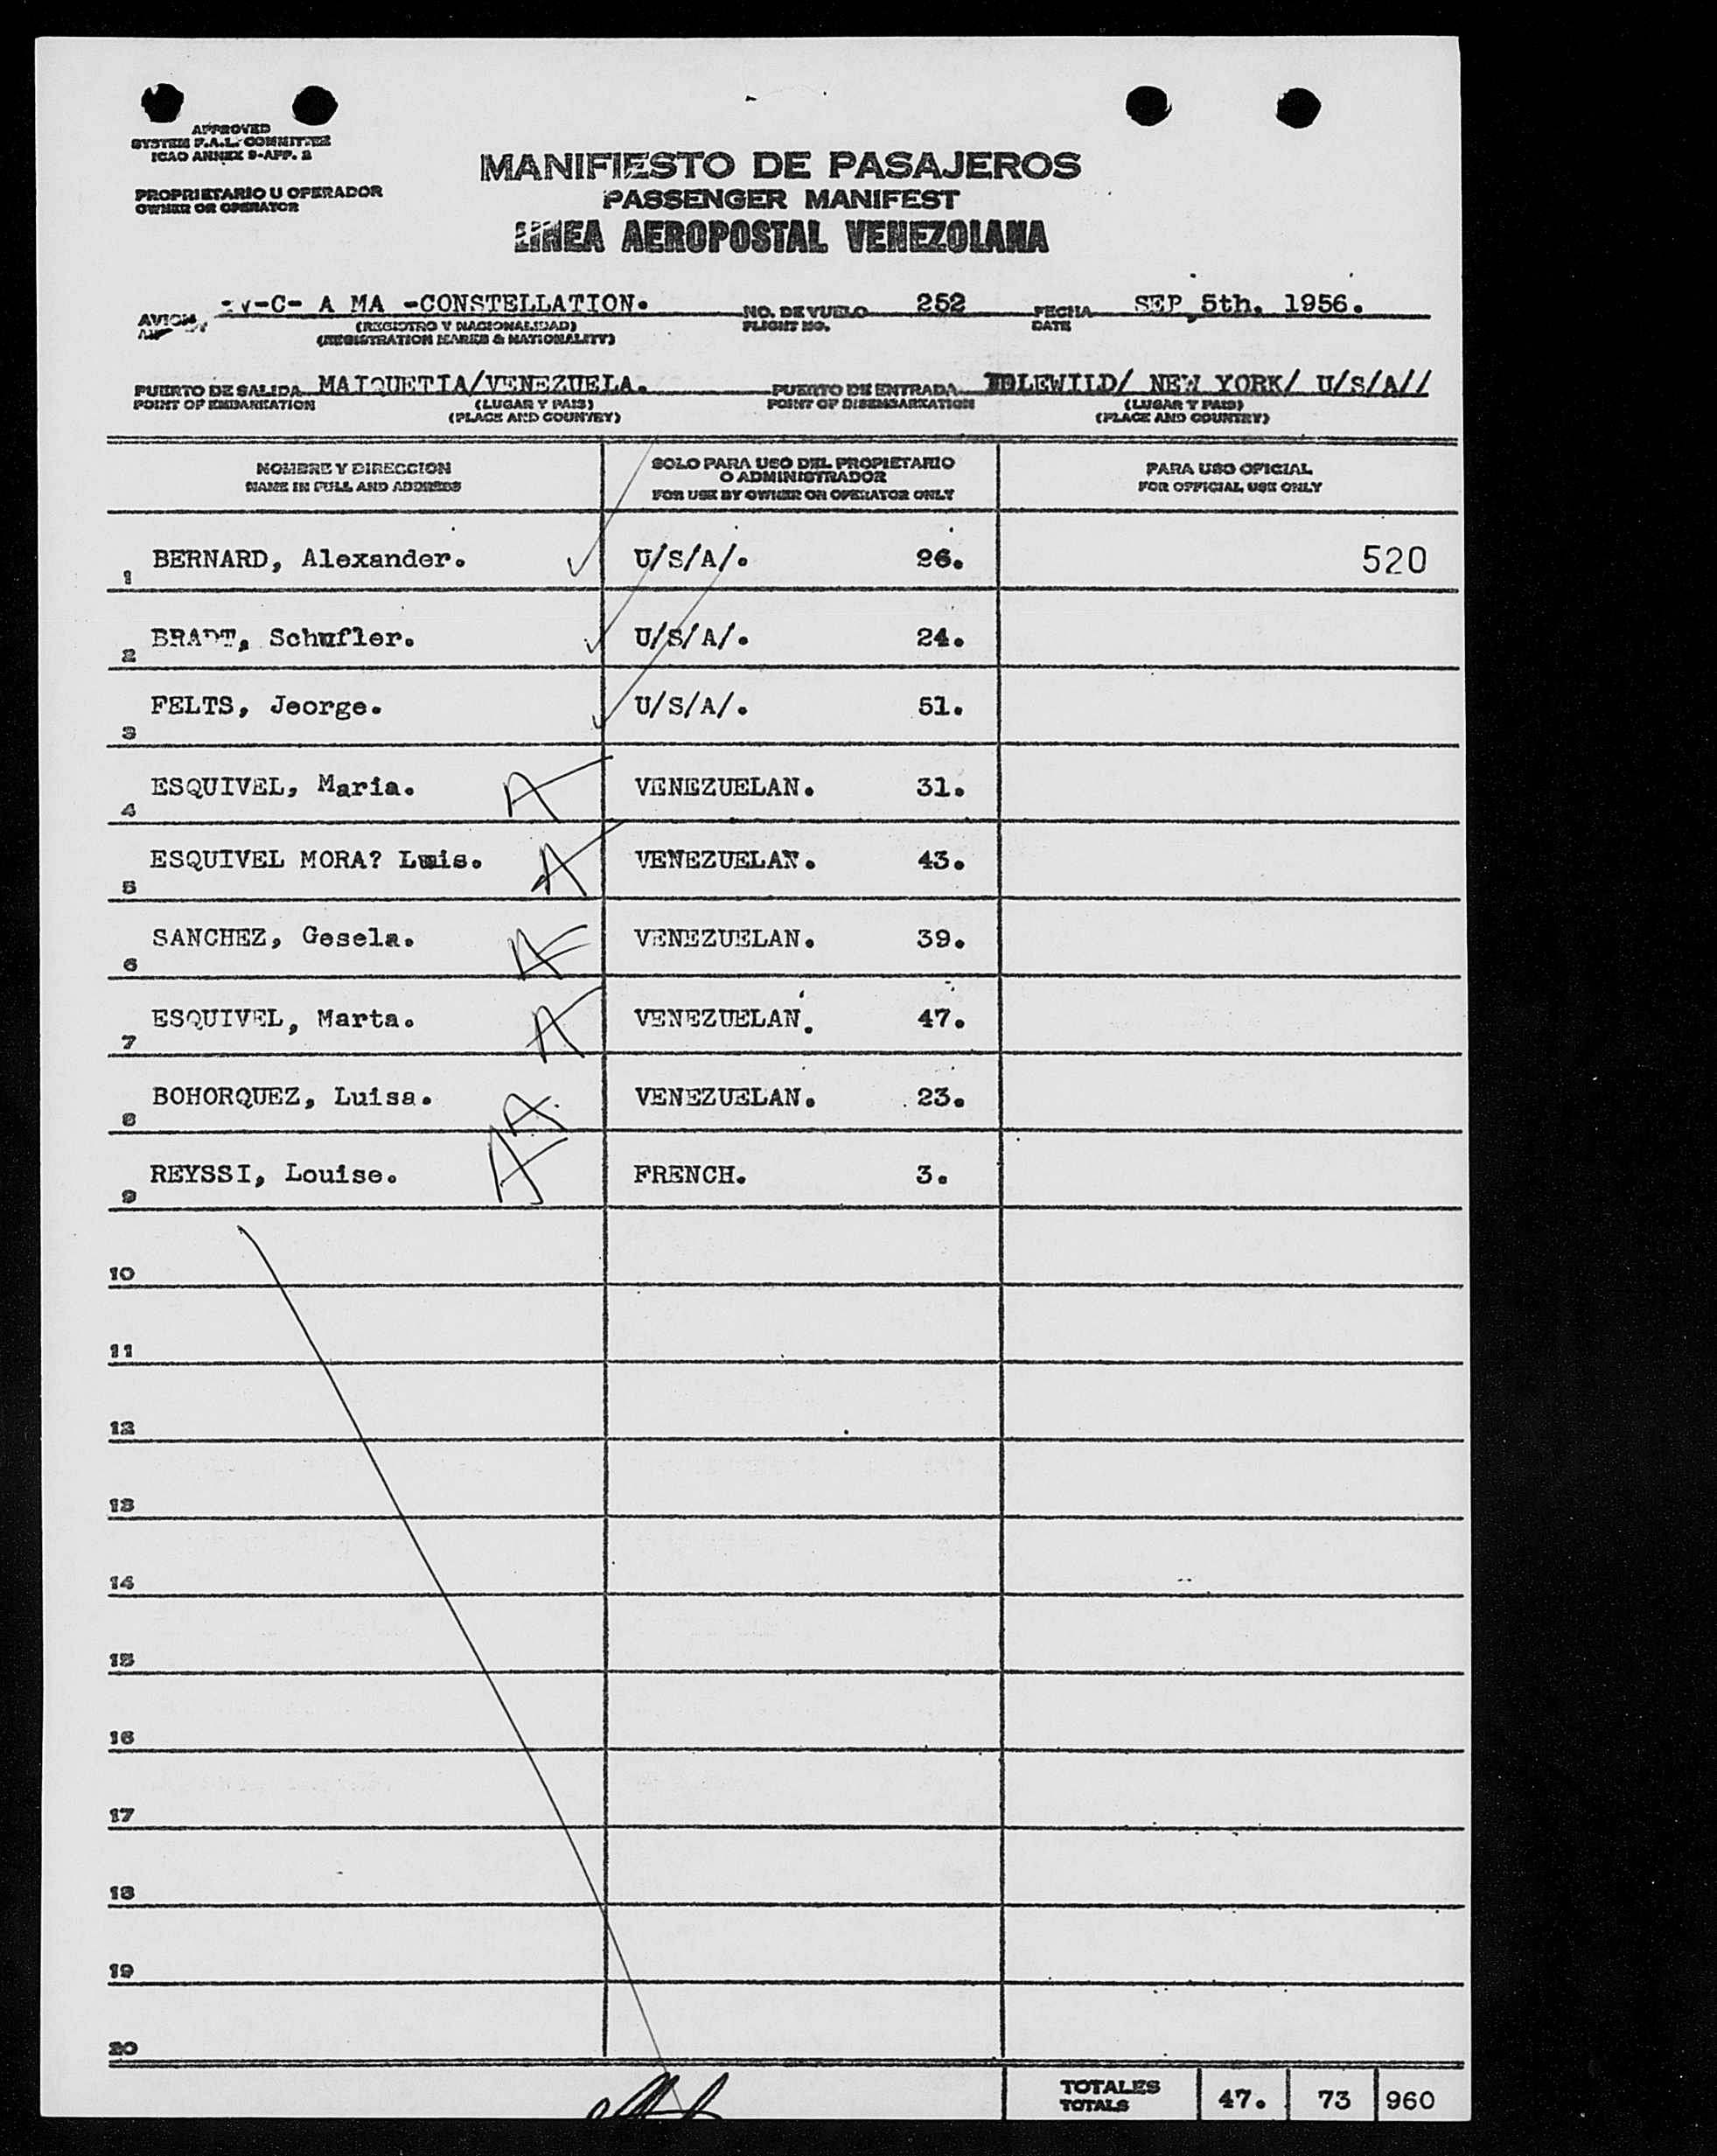 APPROVED
SYSTEM F.A.L. COMMITTEE
ICAO ANNEX 9-APP. 2
PROPRIETARIO U OPERADOR
OWNER OR OPERATOR
MANIFIESTO DE PASAJEROS
PASSENGER MANIFEST
LINEA AEROPOSTAL VENEZOLANA
AVION V-C- A MA -CONSTELLATION. NO. DE VUELO 252 FECHA SEP, 5th. 1956.
(REGISTRO Y NACIONALIDAD) FLIGHT NO. DATE
(REGISTRATION MARKS & NATIONALITY)
PUERTO DE SALIDA MAIQUETIA/VENEZUELA. PUERTO DE ENTRADA IDLEWILD/ NEW YORK/ U/S/A//
POINT OF EMBARKATION (LUGAR Y PAIS) POINT OF DISEMBARKATION (LUGAR Y PAIS)
(PLACE AND COUNTRY) (PLACE AND COUNTRY)
NOMBRE Y DIRECCION
NAME IN FULL AND ADDRESS
SOLO PARA USO DEL PROPIETARIO
O ADMINISTRADOR
FOR USE BY OWNER OR OPERATOR ONLY
PARA USO OFICIAL
FOR OFFICIAL USE ONLY
1 BERNARD, Alexander. U/S/A/. 26. 520
2 BRADT, Schufler. U/S/A/. 24.
3 FELTS, Jeorge. U/S/A/. 51.
4 ESQUIVEL, Maria. A VENEZUELAN. 31.
5 ESQUIVEL MORA? Luis. A VENEZUELAN. 43.
6 SANCHEZ, Gesela. A VENEZUELAN. 39.
7 ESQUIVEL, Marta. A VENEZUELAN. 47.
8 BOHORQUEZ, Luisa. A VENEZUELAN. 23.
9 REYSSI, Louise. A FRENCH. 3.
10
11
12
13
14
15
16
17
18
19
20
TOTALES
TOTALS
47. 73 960